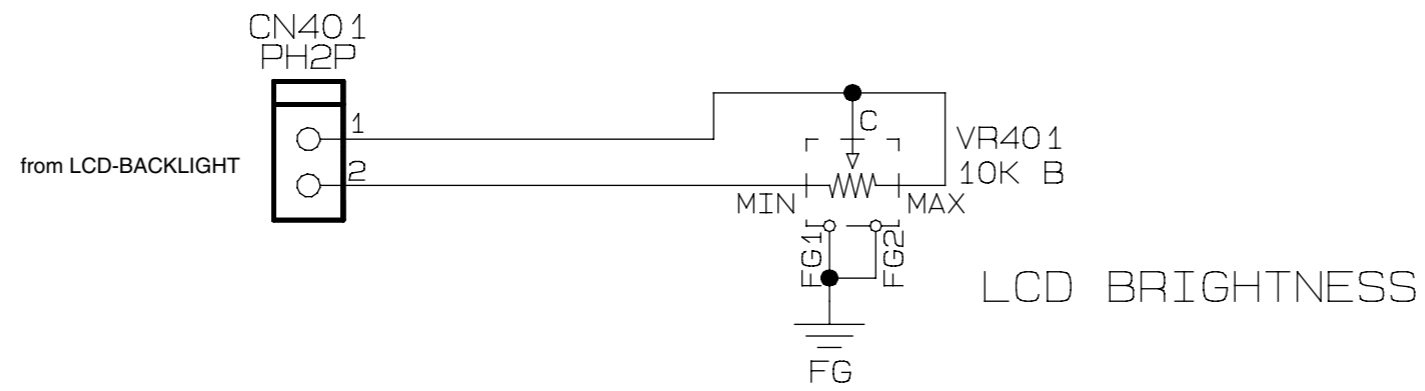 CN401
PH2P
1
2
from LCD-BACKLIGHT
C
VR401
10K B
MIN
MAX
FG1
FG2
FG
LCD BRIGHTNESS